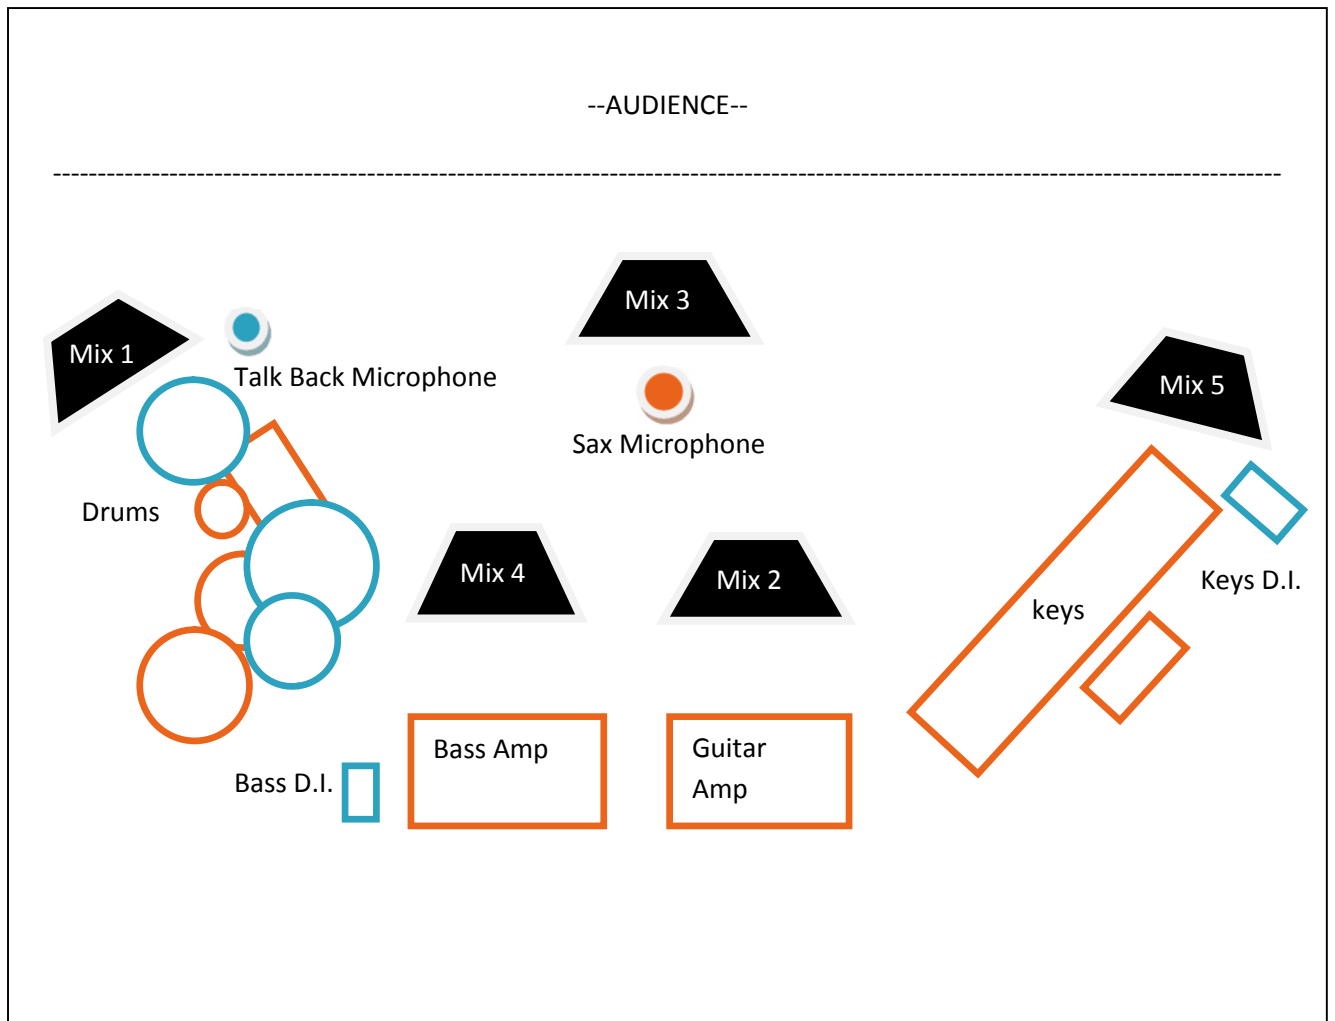 --AUDIENCE--
Mix 3
Mix 1
Talk Back Microphone
Mix 5
Sax Microphone
Drums
Mix 4
Mix 2
Keys D.I.
keys
Bass Amp
Guitar
Amp
Bass D.I.